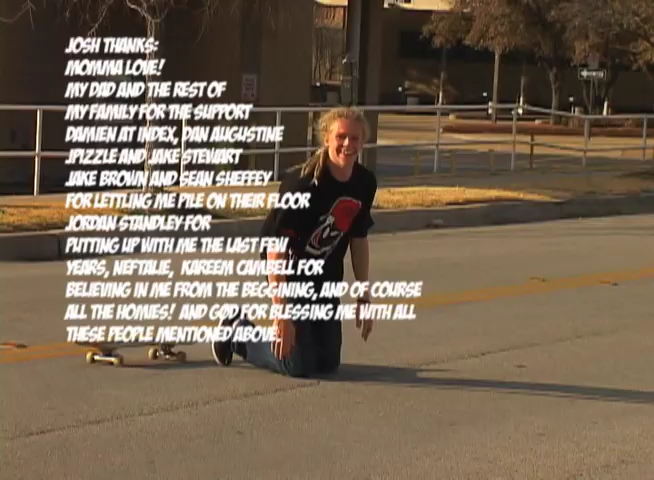 JOSH THANKS:
MOMMA LOVE!
MY DAD AND THE REST OF
MY FAMILY FOR THE SUPPORT
DAMIEN AT INDEX, DAN AUGUSTINE
JPIZZLE AND JAKE STEWART
JAKE BROWN AND SEAN SHEFFEY
FOR LETTLING ME PILE ON THEIR FLOOR
JORDAN STANDLEY FOR
PUTTING UP WITH ME THE LAST FEW
YEARS, NEFTALIE, KAREEM CAMBELL FOR
BELIEVING IN ME FROM THE BEGGINING, AND OF COURSE
ALL THE HOMIES! AND GOD FOR BLESSING ME WITH ALL
THESE PEOPLE MENTIONED ABOVE.